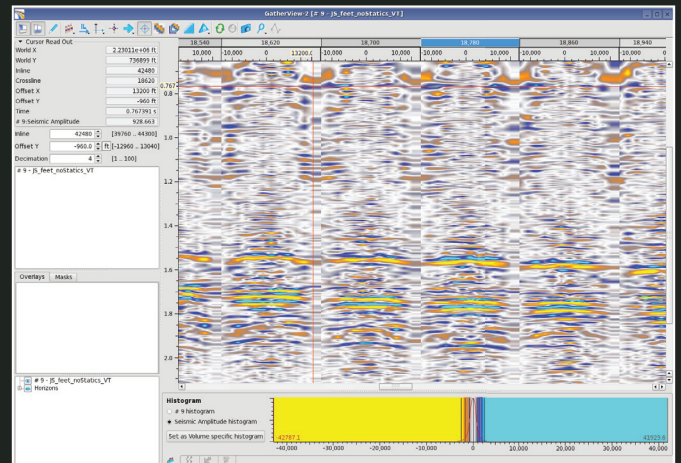 GatherView-2 [# 9 - JS_feet_noStatics_VT]
Cursor Read Out
World X 2.23011e+06 ft
World Y 736899 ft
Inline 42480
Crossline 18620
Offset X 13200 ft
Offset Y -960 ft
Time 0.767391 s
# 9:Seismic Amplitude 928.663
Inline 42480 [39760 .. 44300]
Offset Y -960.0 ft [-12960 .. 13040]
Decimation 4 [1 .. 100]
# 9 - JS_feet_noStatics_VT
Overlays Masks
# 9 - JS_feet_noStatics_VT
Horizons
18,540 18,620 18,700 18,780 18,860 18,940
10,000 -10,000 0 13200.( -10,000 0 10,000 -10,000 0 10,000 -10,000 0 10,000 -10,000 0
0.767
0.8
1.0
1.2
1.4
1.6
1.8
2.0
Histogram
# 9 histogram
Seismic Amplitude histogram
Set as Volume specific histogram
-42787.1 41923.6
-40,000 -30,000 -20,000 -10,000 0 10,000 20,000 30,000 40,000